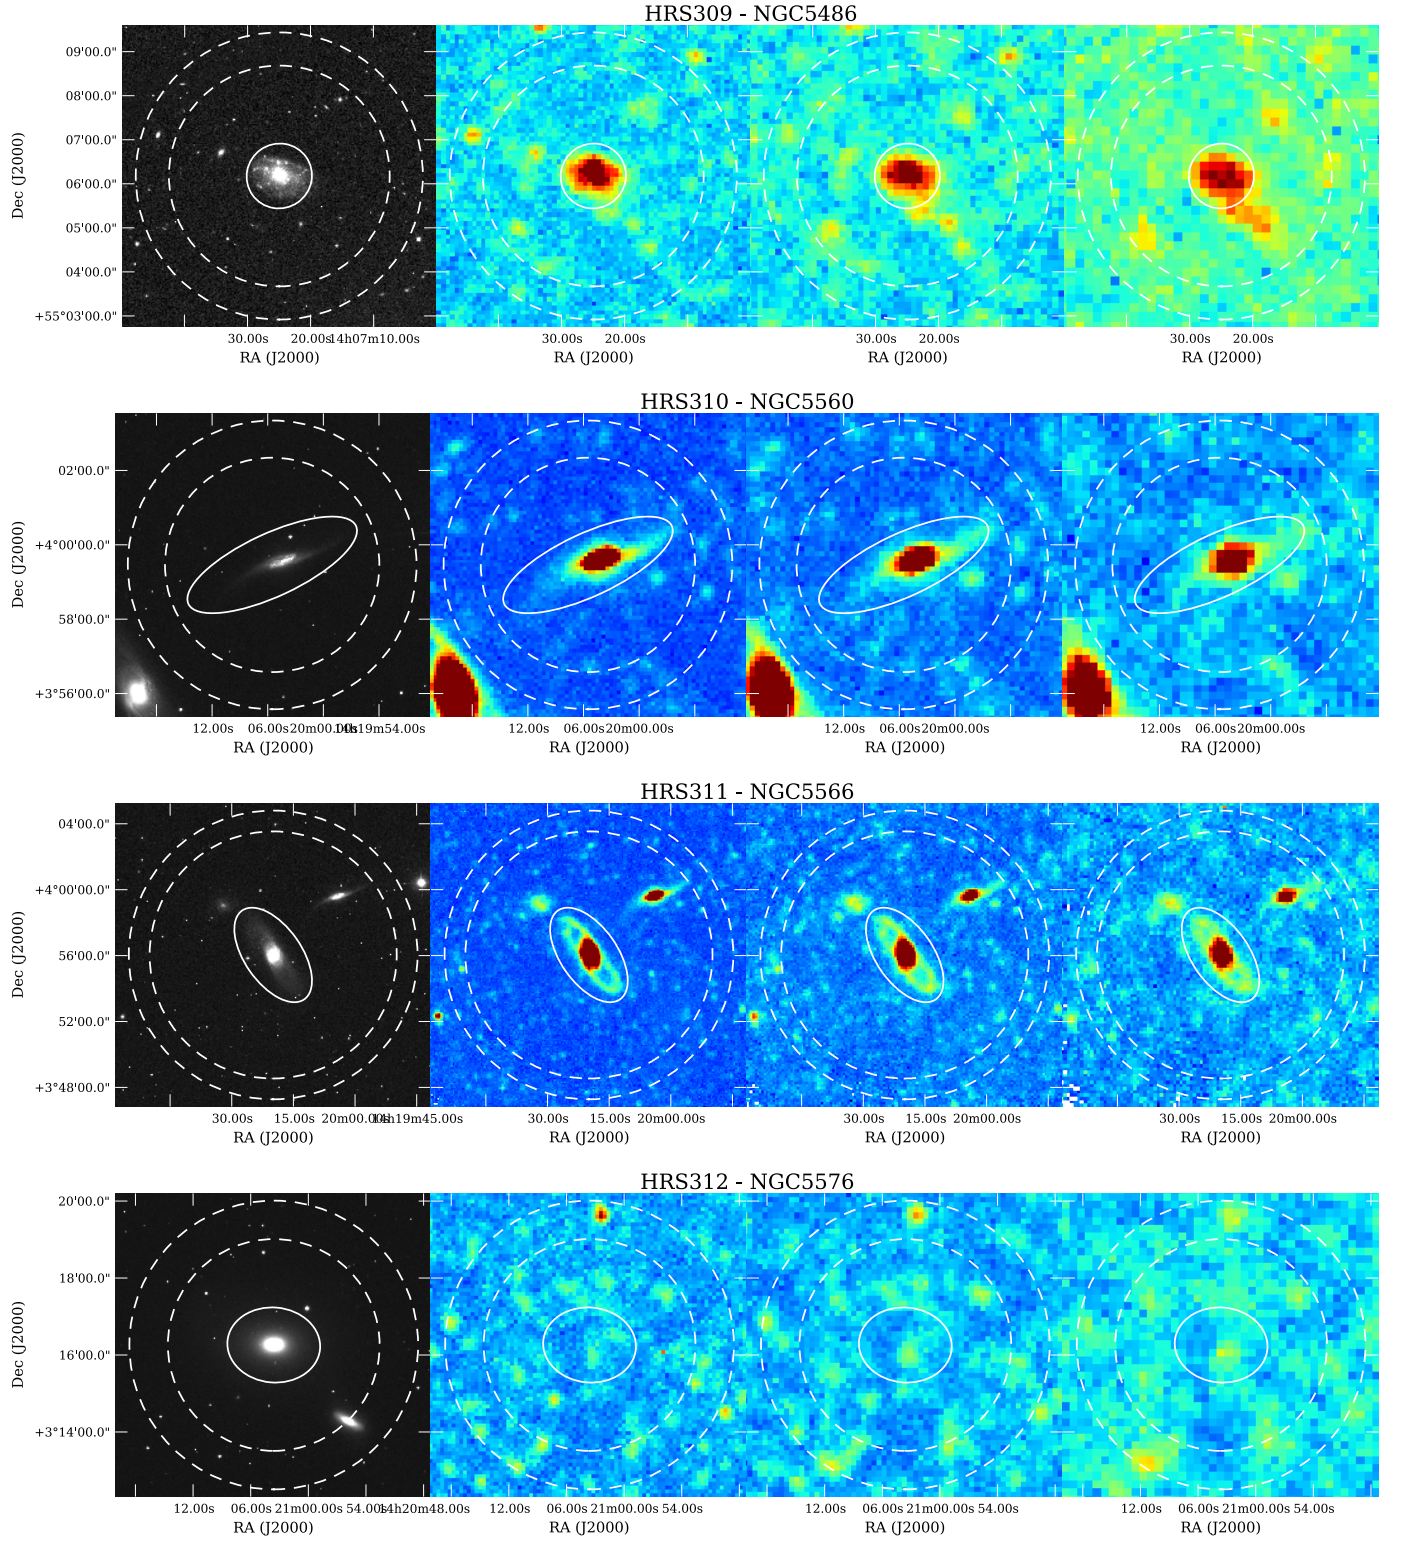 HRS309 - NGC5486
09'00.0"
08'00.0"
07'00.0"
06'00.0"
05'00.0"
04'00.0"
+55°03'00.0"
Dec (J2000)
30.00s 20.00s 14h07m10.00s 30.00s 20.00s 30.00s 20.00s 30.00s 20.00s
RA (J2000) RA (J2000) RA (J2000) RA (J2000)
HRS310 - NGC5560
02'00.0"
+4°00'00.0"
58'00.0"
+3°56'00.0"
Dec (J2000)
12.00s 06.00s 20m00.00s 14h19m54.00s 12.00s 06.00s 20m00.00s 12.00s 06.00s 20m00.00s 12.00s 06.00s 20m00.00s
RA (J2000) RA (J2000) RA (J2000) RA (J2000)
HRS311 - NGC5566
04'00.0"
+4°00'00.0"
56'00.0"
52'00.0"
+3°48'00.0"
Dec (J2000)
30.00s 15.00s 20m00.00s 14h19m45.00s 30.00s 15.00s 20m00.00s 30.00s 15.00s 20m00.00s 30.00s 15.00s 20m00.00s
RA (J2000) RA (J2000) RA (J2000) RA (J2000)
HRS312 - NGC5576
20'00.0"
18'00.0"
16'00.0"
+3°14'00.0"
Dec (J2000)
12.00s 06.00s 21m00.00s 54.00s 14h20m48.00s 12.00s 06.00s 21m00.00s 54.00s 12.00s 06.00s 21m00.00s 54.00s 12.00s 06.00s 21m00.00s 54.00s
RA (J2000) RA (J2000) RA (J2000) RA (J2000)